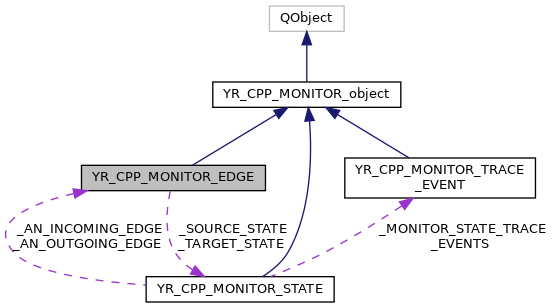 QObject
YR_CPP_MONITOR_object
YR_CPP_MONITOR_EDGE
YR_CPP_MONITOR_TRACE
_EVENT
_AN_INCOMING_EDGE
_AN_OUTGOING_EDGE
_SOURCE_STATE
_TARGET_STATE
_MONITOR_STATE_TRACE
_EVENTS
YR_CPP_MONITOR_STATE